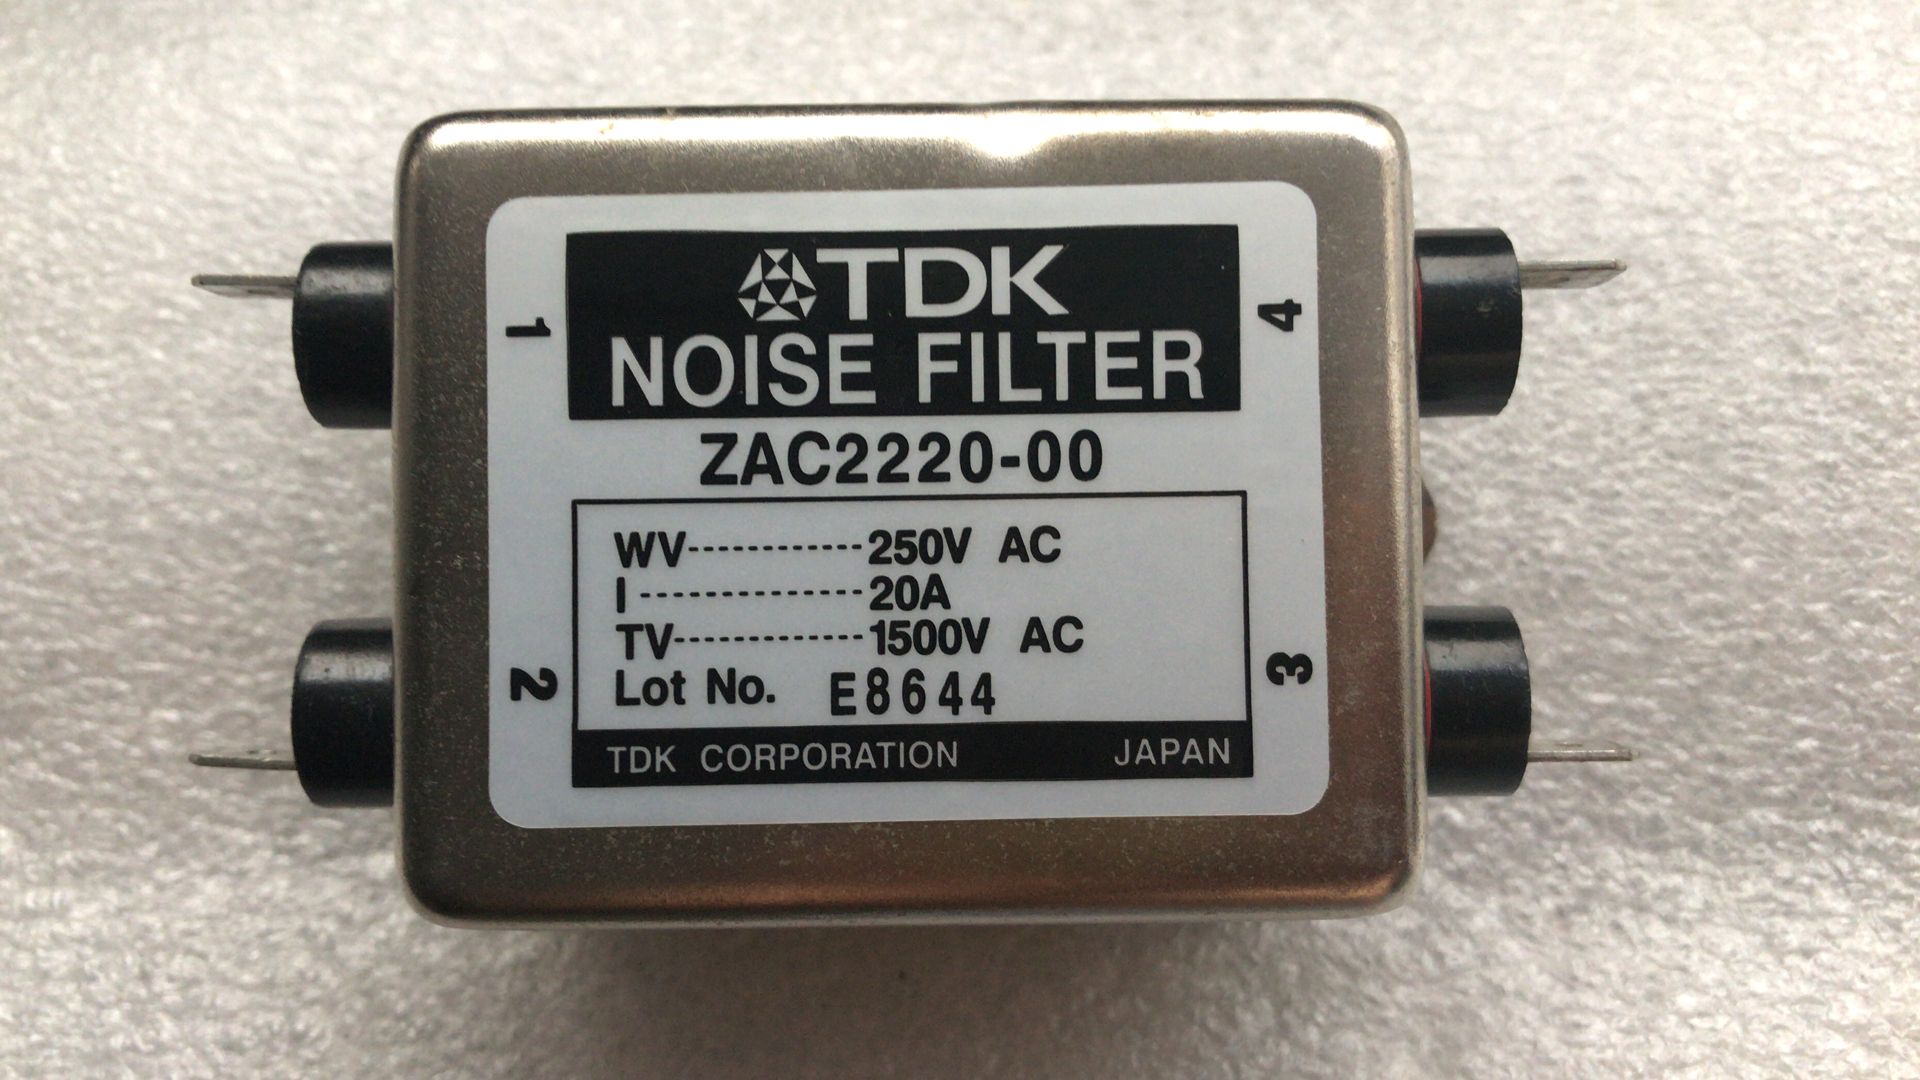 TDK
NOISE FILTER
ZAC2220-00
1
4
WV------------250V AC
I---------------20A
TV-------------1500V AC
Lot No. E8644
2
3
TDK CORPORATION JAPAN